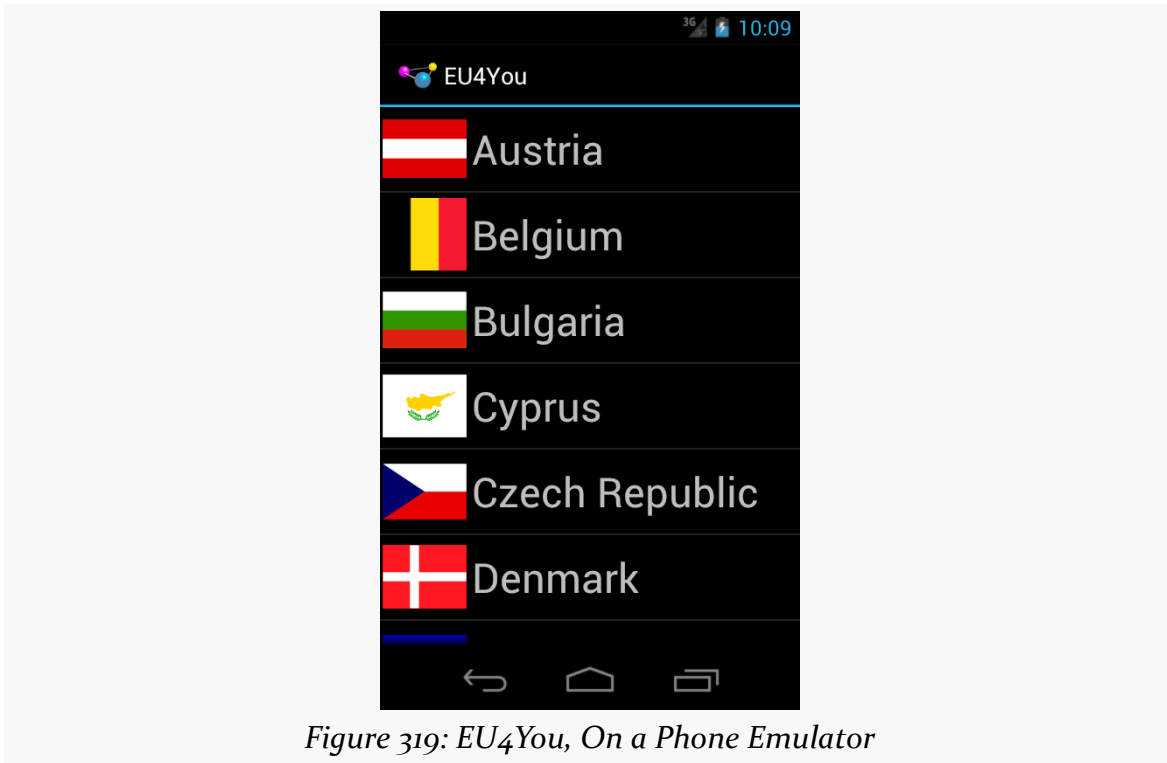 3G 10:09
EU4You
Austria
Belgium
Bulgaria
Cyprus
Czech Republic
Denmark
Figure 319: EU4You, On a Phone Emulator